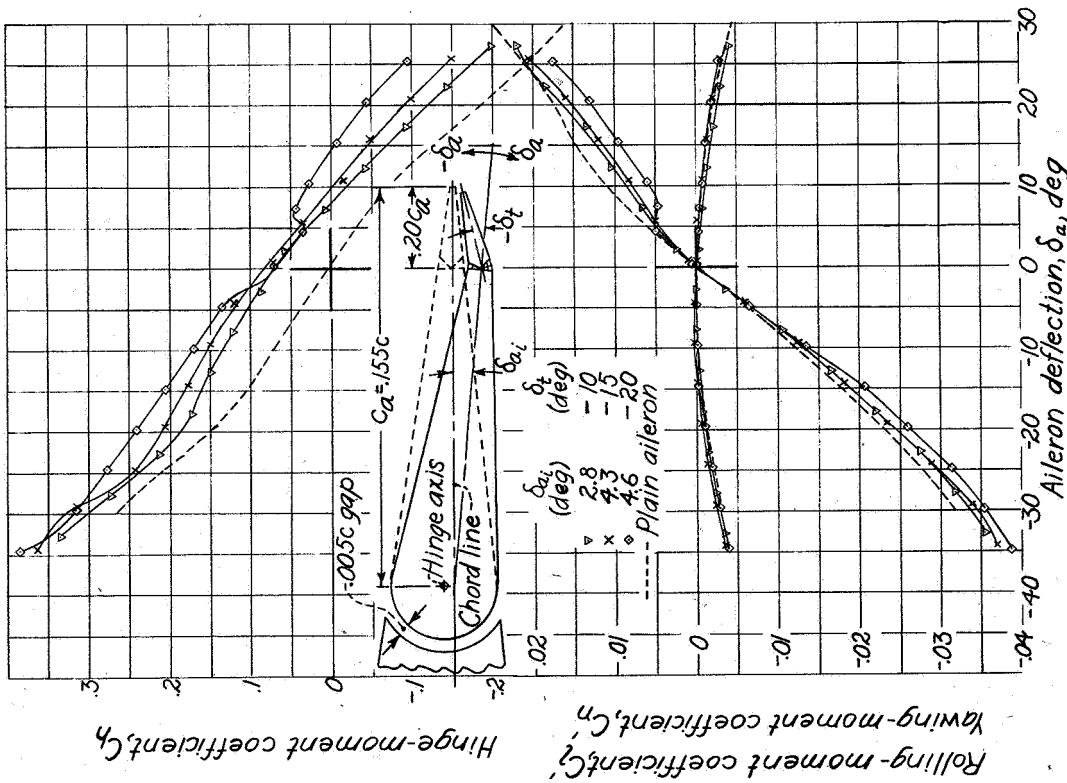 Hinge-moment coefficient, Ch
.3
.2
.1
0
-.1
-.2
.005c gap
Ca=.155c
.20Ca
Hinge axis
Chord line
-δa
δa
-δt
δai
δai
(deg)
δt
(deg)
▿ 2.8 -10
× 4.3 -15
◇ 4.6 -20
---- Plain aileron
Rolling-moment coefficient, Cl'
Yawing-moment coefficient, Cn'
.02
.01
0
-.01
-.02
-.03
-.04
-40 -30 -20 -10 0 10 20 30
Aileron deflection, δa, deg